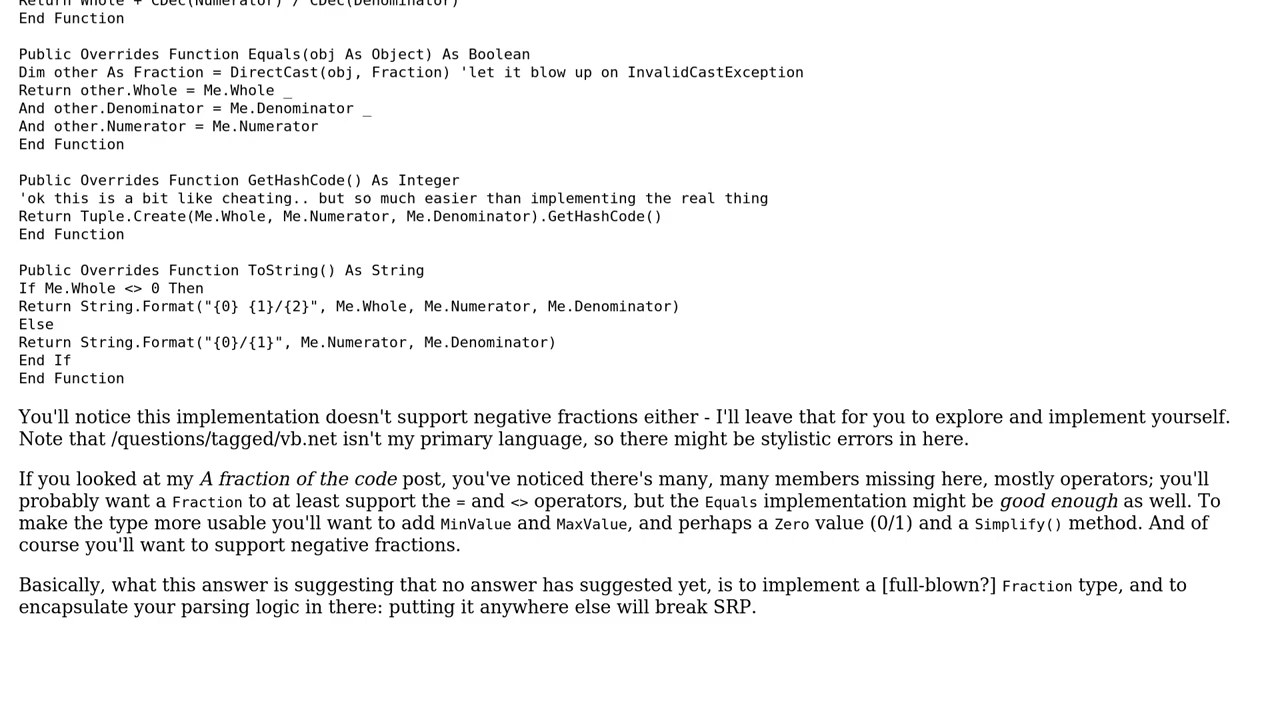 Return Whole + CDec(Numerator) / CDec(Denominator)
End Function
Public Overrides Function Equals(obj As Object) As Boolean
Dim other As Fraction = DirectCast(obj, Fraction) 'let it blow up on InvalidCastException
Return other.Whole = Me.Whole _
And other.Denominator = Me.Denominator _
And other.Numerator = Me.Numerator
End Function
Public Overrides Function GetHashCode() As Integer
'ok this is a bit like cheating.. but so much easier than implementing the real thing
Return Tuple.Create(Me.Whole, Me.Numerator, Me.Denominator).GetHashCode()
End Function
Public Overrides Function ToString() As String
If Me.Whole <> 0 Then
Return String.Format("{0} {1}/{2}", Me.Whole, Me.Numerator, Me.Denominator)
Else
Return String.Format("{0}/{1}", Me.Numerator, Me.Denominator)
End If
End Function
You'll notice this implementation doesn't support negative fractions either - I'll leave that for you to explore and implement yourself.
Note that /questions/tagged/vb.net isn't my primary language, so there might be stylistic errors in here.
If you looked at my A fraction of the code post, you've noticed there's many, many members missing here, mostly operators; you'll
probably want a Fraction to at least support the = and <> operators, but the Equals implementation might be good enough as well. To
make the type more usable you'll want to add MinValue and MaxValue, and perhaps a Zero value (0/1) and a Simplify() method. And of
course you'll want to support negative fractions.
Basically, what this answer is suggesting that no answer has suggested yet, is to implement a [full-blown?] Fraction type, and to
encapsulate your parsing logic in there: putting it anywhere else will break SRP.